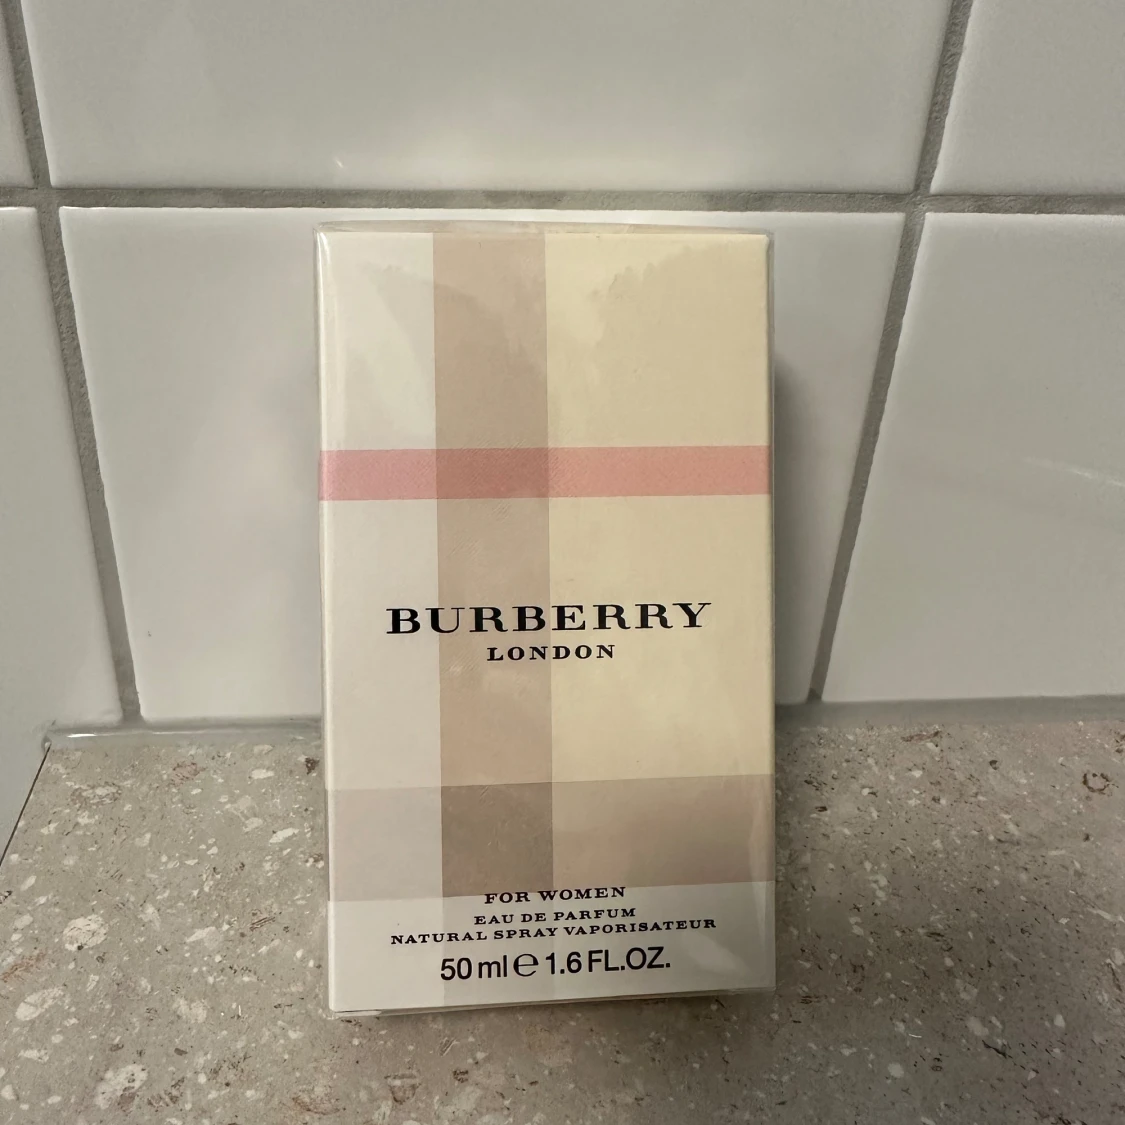 BURBERRY
LONDON
FOR WOMEN
EAU DE PARFUM
NATURAL SPRAY VAPORISATEUR
50 ml ℮ 1.6 FL.OZ.